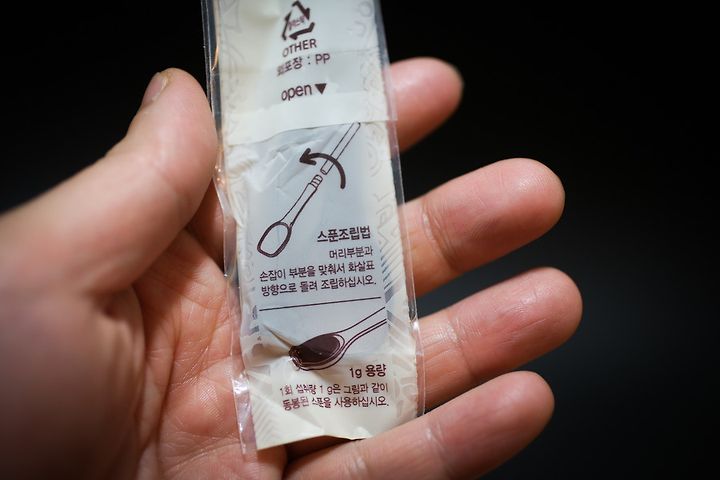 OTHER
외포장 : PP
open ▼
스푼조립법
머리부분과
손잡이 부분을 맞춰서 화살표
방향으로 돌려 조립하십시오.
1g 용량
1회 섭취량 1 g은 그림과 같이
동봉된 스푼을 사용하십시오.